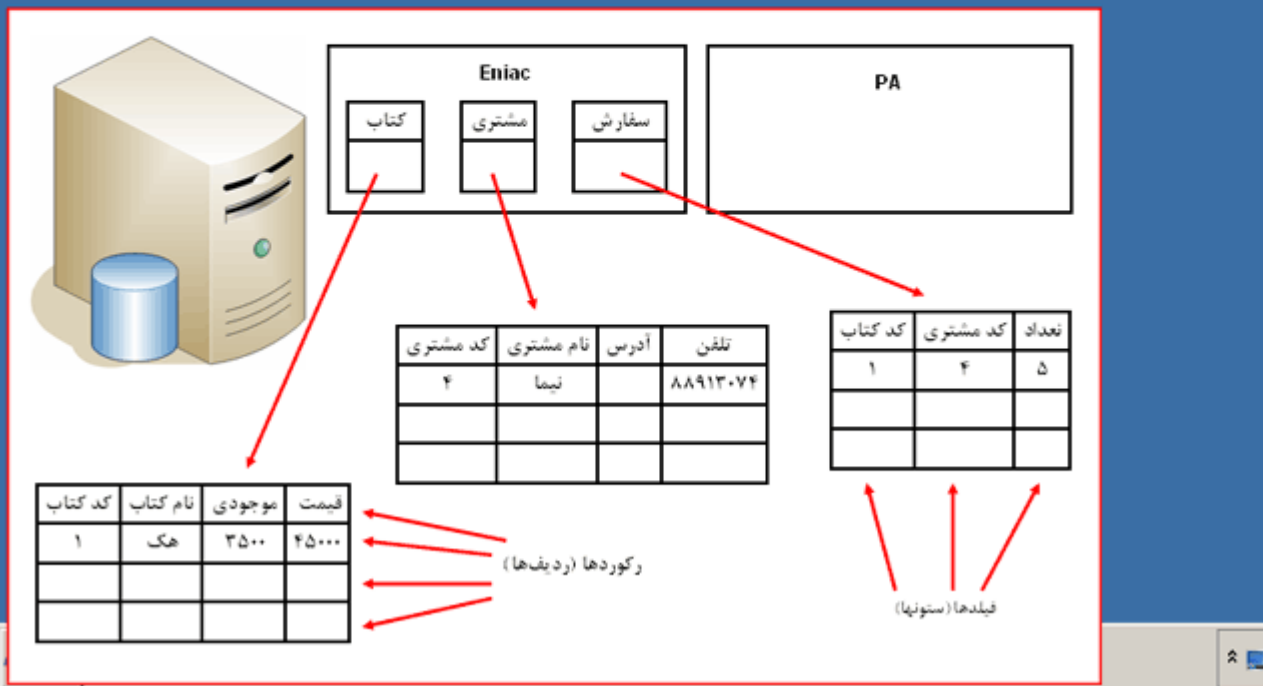 Eniac
PA
کتاب
مشتری
سفارش
کد کتاب	کد مشتری	تعداد
۱	۴	۵
کد مشتری	نام مشتری	آدرس	تلفن
۴	نیما	۸۸۹۱۳۰۷۴
کد کتاب	نام کتاب	موجودی	قیمت
۱	هک	۳۵۰۰	۴۵۰۰۰
رکوردها (ردیف‌ها)
فیلدها(ستونها)